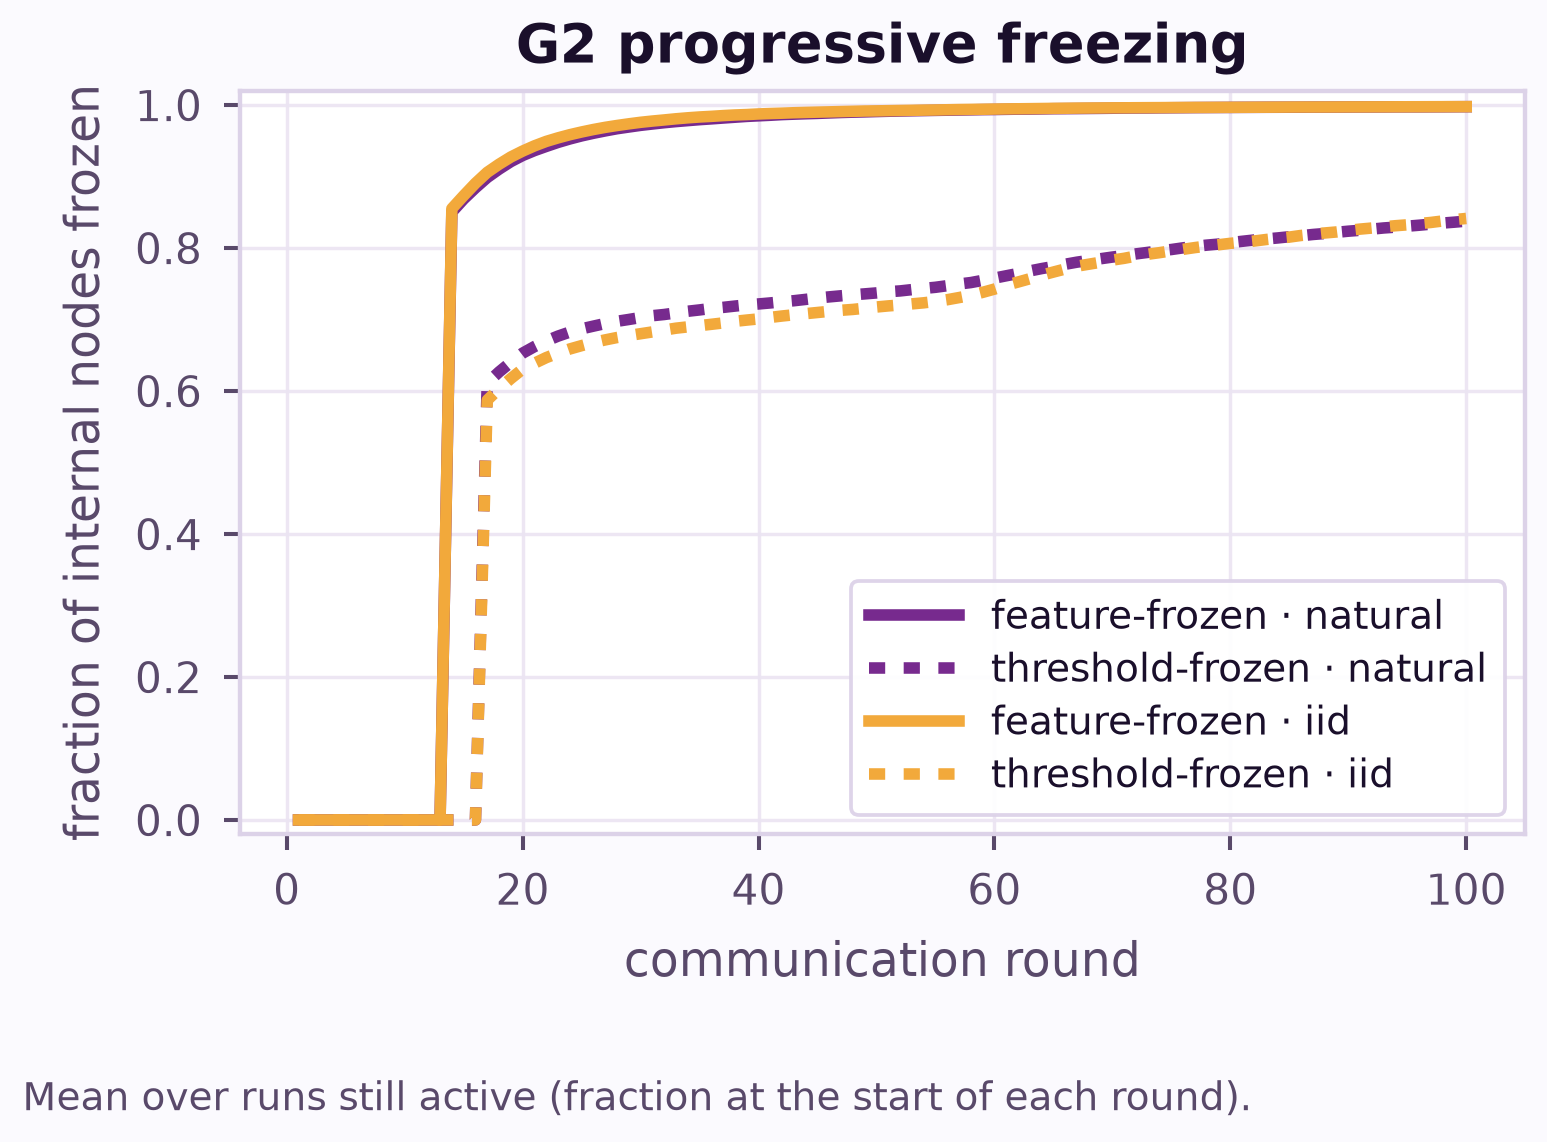 G2 progressive freezing
fraction of internal nodes frozen
1.0
0.8
0.6
0.4
0.2
0.0
feature-frozen · natural
threshold-frozen · natural
feature-frozen · iid
threshold-frozen · iid
0 20 40 60 80 100
communication round
Mean over runs still active (fraction at the start of each round).